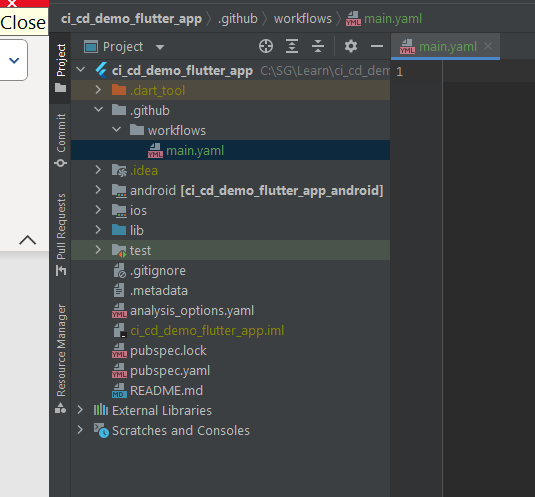 Close
ci_cd_demo_flutter_app > .github > workflows > main.yaml
Project
main.yaml
1
ci_cd_demo_flutter_app C:\SG\Learn\ci_cd_dem
.dart_tool
.github
workflows
main.yaml
.idea
android [ci_cd_demo_flutter_app_android]
ios
lib
test
.gitignore
.metadata
analysis_options.yaml
ci_cd_demo_flutter_app.iml
pubspec.lock
pubspec.yaml
README.md
External Libraries
Scratches and Consoles
Project
Commit
Pull Requests
Resource Manager